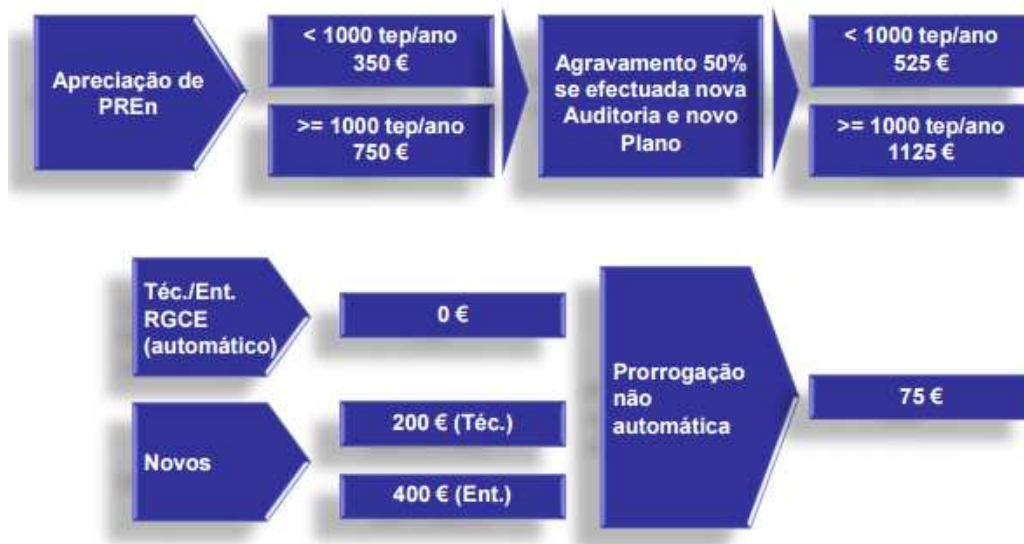 Apreciação de
PREn
< 1000 tep/ano
350 €
>= 1000 tep/ano
750 €
Agravamento 50%
se efectuada nova
Auditoria e novo
Plano
< 1000 tep/ano
525 €
>= 1000 tep/ano
1125 €
Téc./Ent.
RGCE
(automático)
0 €
Novos
200 € (Téc.)
400 € (Ent.)
Prorrogação
não
automática
75 €